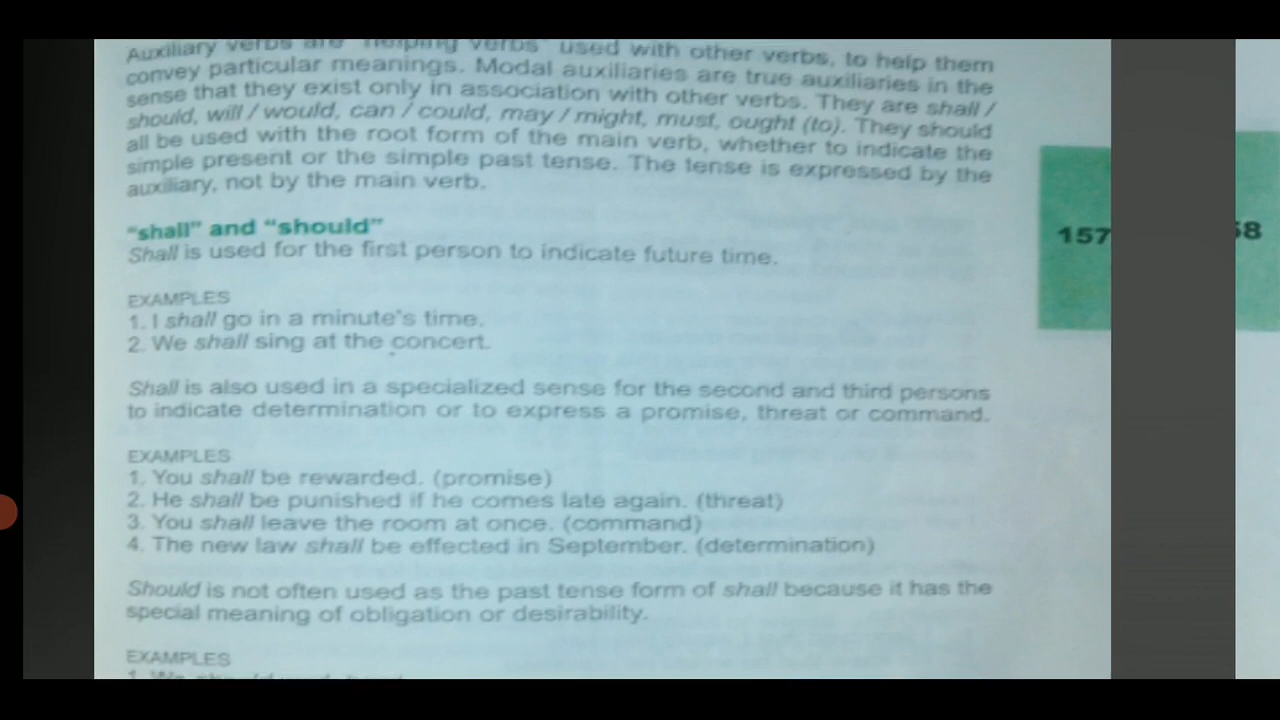 Auxiliary verbs are "helping verbs" used with other verbs, to help them
convey particular meanings. Modal auxiliaries are true auxiliaries in the
sense that they exist only in association with other verbs. They are shall /
should, will / would, can / could, may / might, must, ought (to). They should
all be used with the root form of the main verb, whether to indicate the
simple present or the simple past tense. The tense is expressed by the
auxiliary, not by the main verb.
"shall" and "should"
Shall is used for the first person to indicate future time.
EXAMPLES
1. I shall go in a minute's time.
2. We shall sing at the concert.
Shall is also used in a specialized sense for the second and third persons
to indicate determination or to express a promise, threat or command.
EXAMPLES
1. You shall be rewarded. (promise)
2. He shall be punished if he comes late again. (threat)
3. You shall leave the room at once. (command)
4. The new law shall be effected in September. (determination)
Should is not often used as the past tense form of shall because it has the
special meaning of obligation or desirability.
EXAMPLES
1. We should
157
58